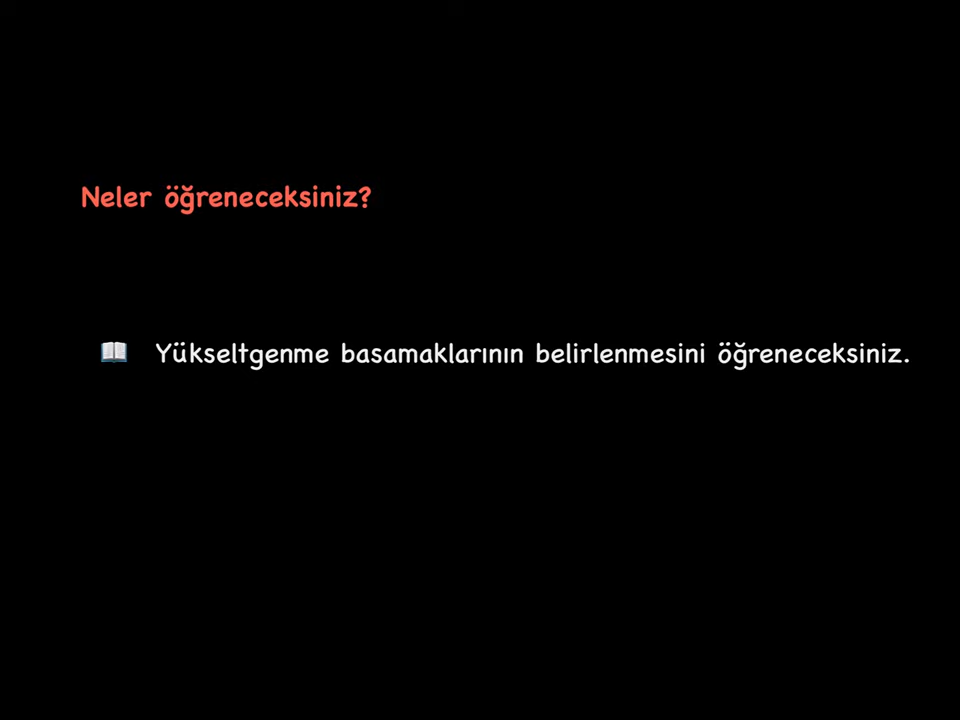 Neler öğreneceksiniz?
📖 Yükseltgenme basamaklarının belirlenmesini öğreneceksiniz.